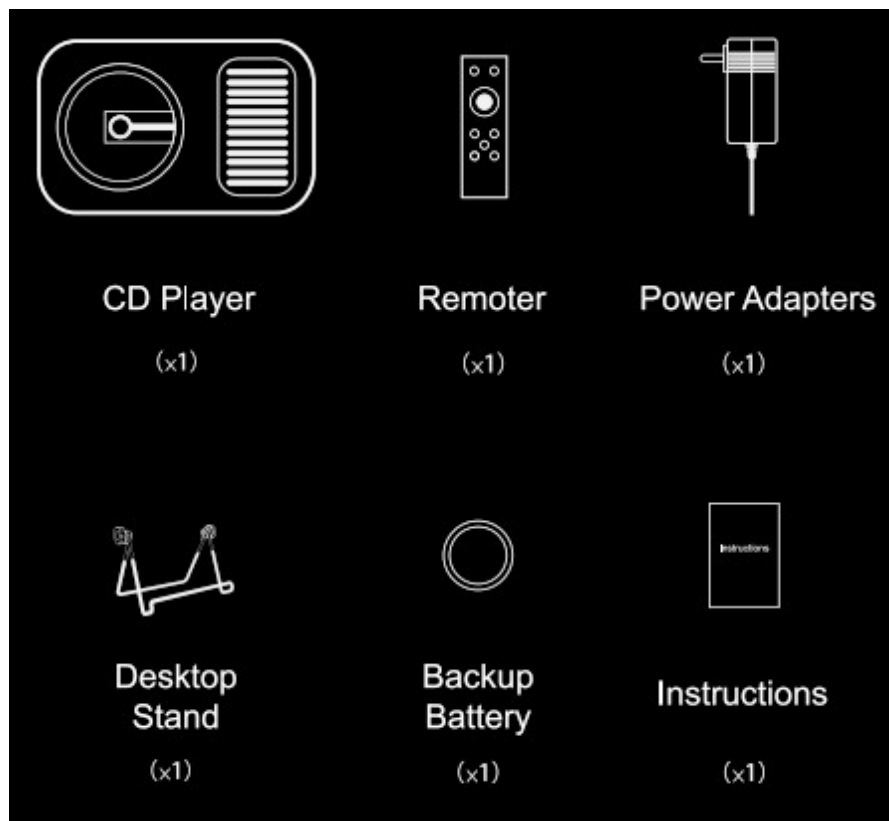 CD Player
(x1)
Remoter
(x1)
Power Adapters
(x1)
Desktop
Stand
(x1)
Backup
Battery
(x1)
Instructions
Instructions
(x1)